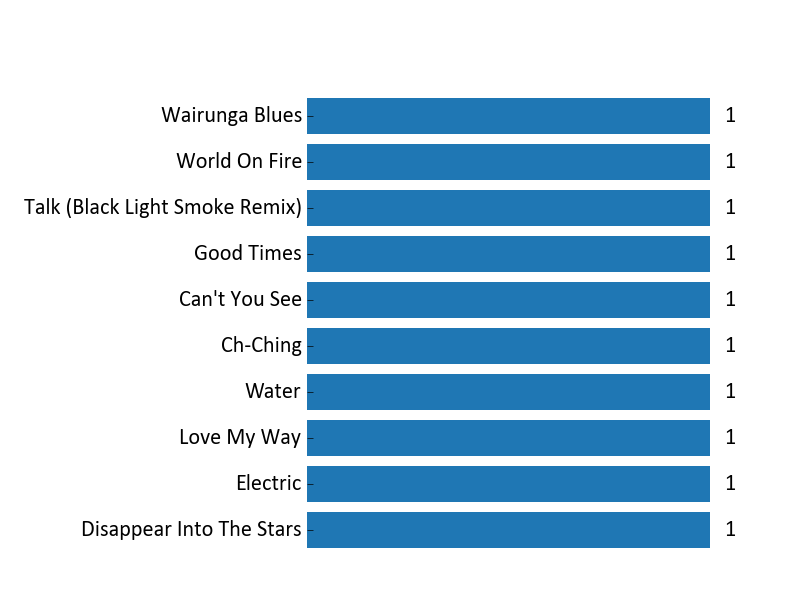 Wairunga Blues 1
World On Fire 1
Talk (Black Light Smoke Remix) 1
Good Times 1
Can't You See 1
Ch-Ching 1
Water 1
Love My Way 1
Electric 1
Disappear Into The Stars 1